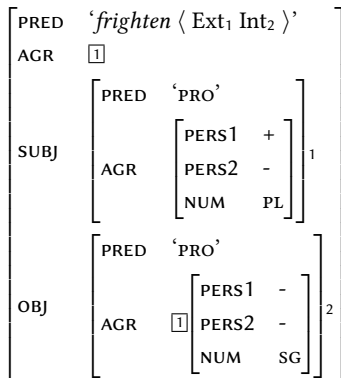 PRED ‘frighten ⟨ Ext₁ Int₂ ⟩’
AGR 1
SUBJ
PRED ‘PRO’
AGR
PERS1 +
PERS2 -
NUM PL
1
OBJ
PRED ‘PRO’
AGR 1
PERS1 -
PERS2 -
NUM SG
2